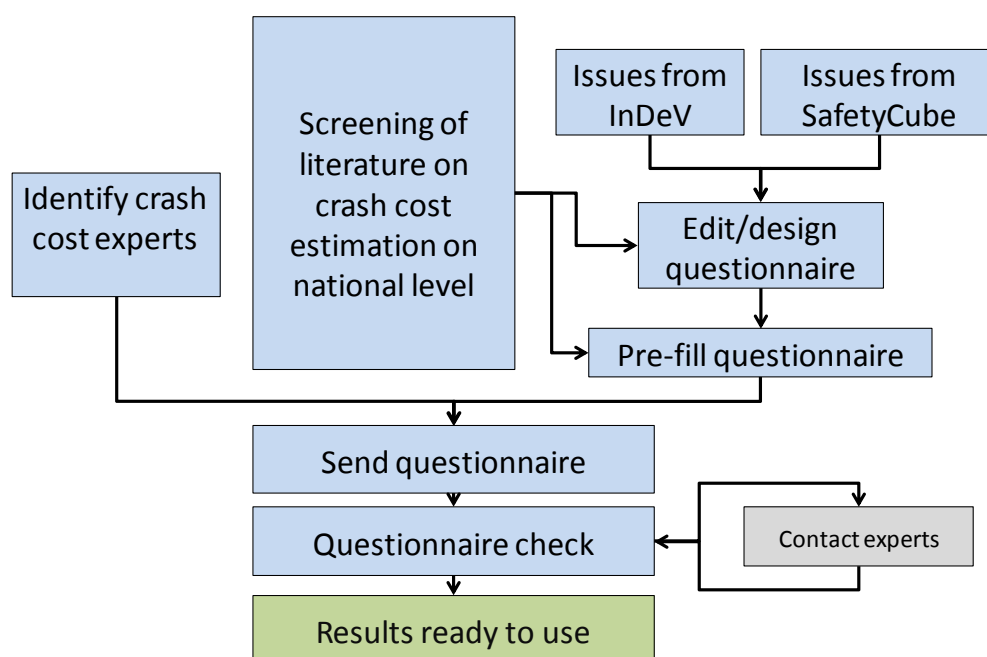 Issues from
InDeV
Issues from
SafetyCube
Screening of
literature on
crash cost
estimation on
national level
Identify crash
cost experts
Edit/design
questionnaire
Pre-fill questionnaire
Send questionnaire
Questionnaire check
Contact experts
Results ready to use